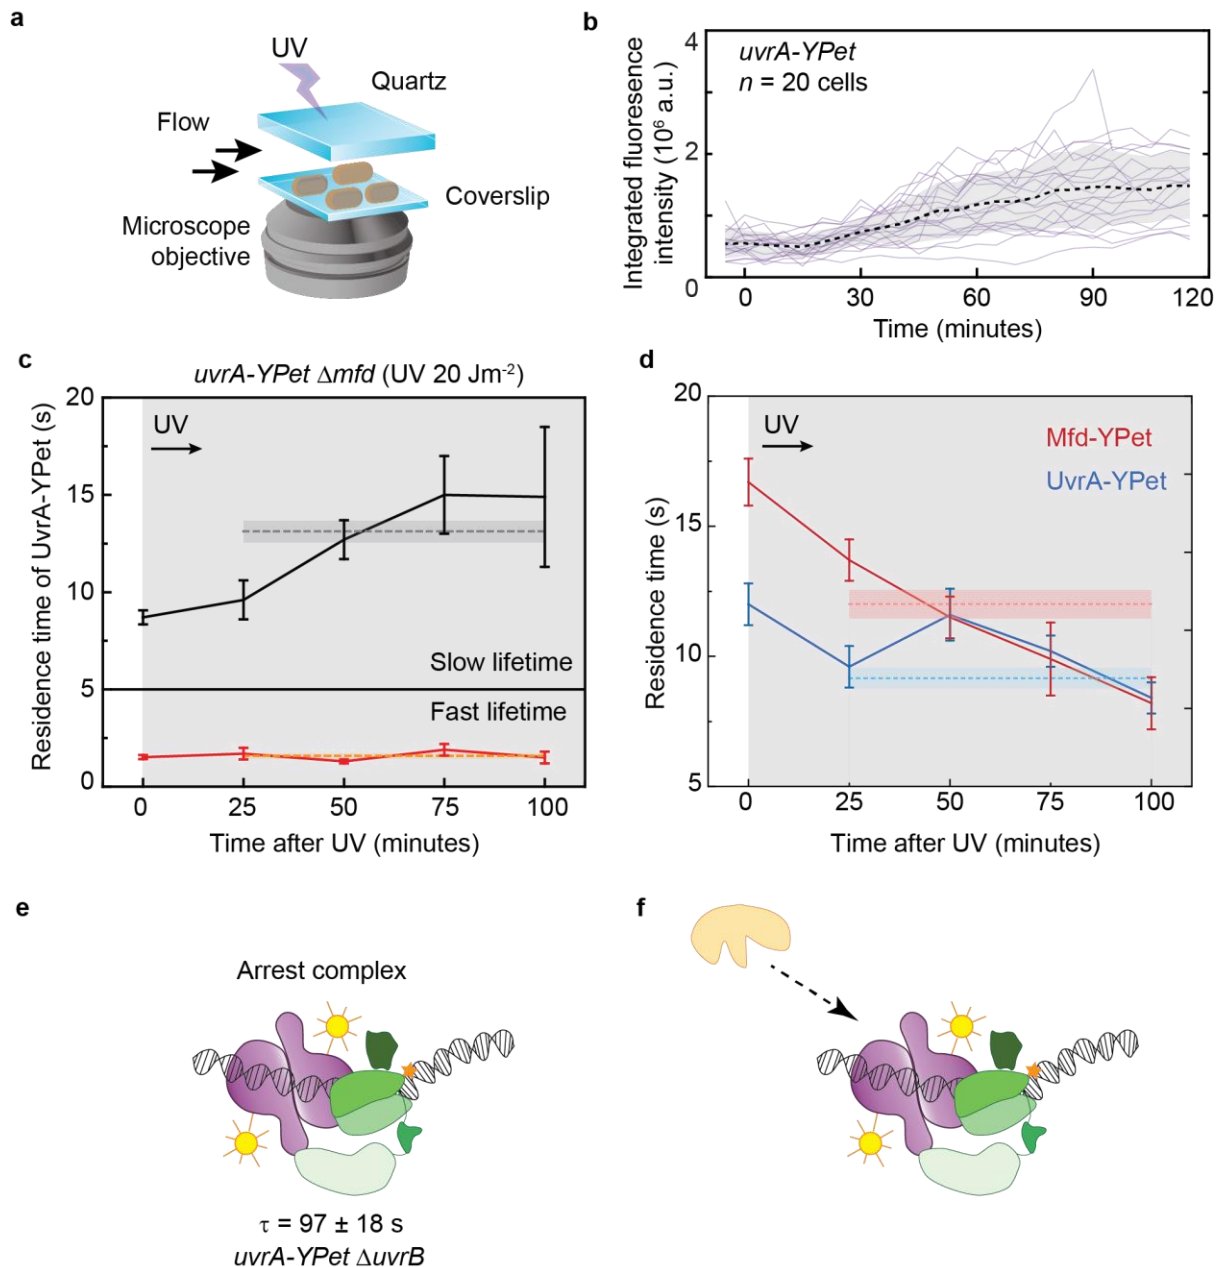 a
UV
Quartz
Flow
Coverslip
Microscope
objective
b
uvrA-YPet
n = 20 cells
Integrated fluoresence
intensity (10⁶ a.u.)
4
2
0
0
30
60
90
120
Time (minutes)
c
uvrA-YPet Δmfd (UV 20 Jm⁻²)
Residence time of UvrA-YPet (s)
20
15
10
5
0
UV
Slow lifetime
Fast lifetime
0
25
50
75
100
Time after UV (minutes)
d
Residence time (s)
20
15
10
5
UV
Mfd-YPet
UvrA-YPet
0
25
50
75
100
Time after UV (minutes)
e
Arrest complex
τ = 97 ± 18 s
uvrA-YPet ΔuvrB
f